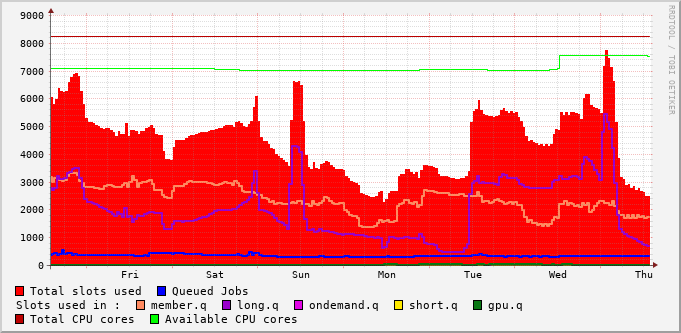 RRDTOOL / TOBI OETIKER
9000
8000
7000
6000
5000
4000
3000
2000
1000
0
Fri Sat Sun Mon Tue Wed Thu
Total slots used Queued Jobs
Slots used in : member.q long.q ondemand.q short.q gpu.q
Total CPU cores Available CPU cores